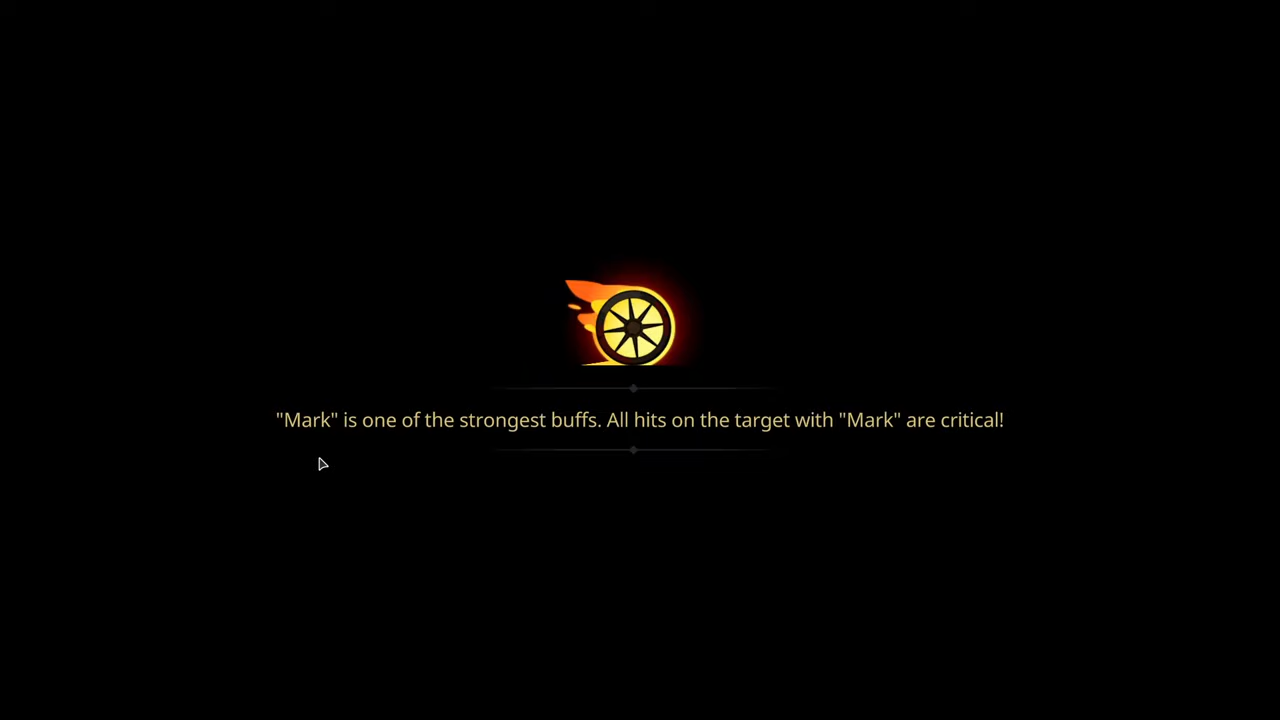 "Mark" is one of the strongest buffs. All hits on the target with "Mark" are critical!